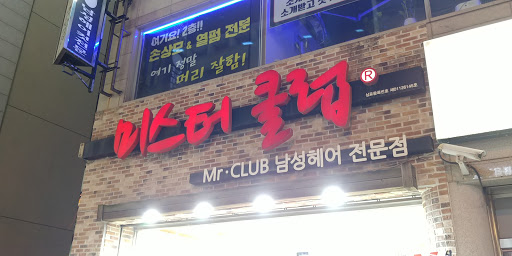 여기요! 2층!!
손상모 & 열펌 전문
여기 정말
머리 잘함!
미스터 클럽 ®
Mr·CLUB 남성헤어 전문점